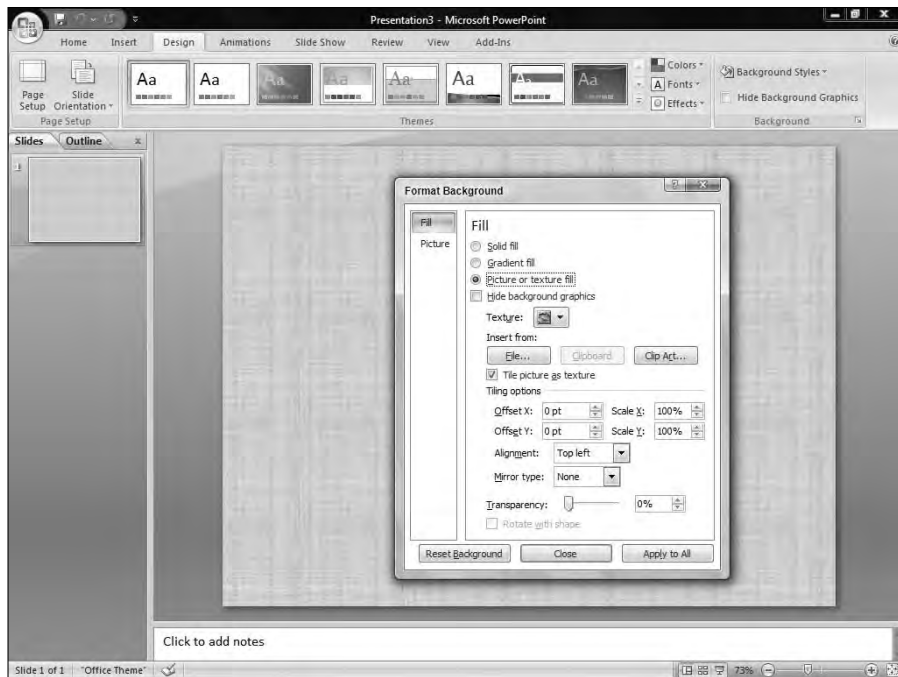 Presentation3 - Microsoft PowerPoint
Home Insert Design Animations Slide Show Review View Add-Ins
Page Setup
Slide Orientation
Aa Aa Aa Aa Aa Aa Aa Aa
Colors
Fonts
Effects
Background Styles
Hide Background Graphics
Page Setup Themes Background
Slides Outline x
1
Format Background
Fill
Picture
Fill
Solid fill
Gradient fill
Picture or texture fill
Hide background graphics
Texture:
Insert from:
File... Clipboard Clip Art...
Tile picture as texture
Tiling options
Offset X: 0 pt Scale X: 100%
Offset Y: 0 pt Scale Y: 100%
Alignment: Top left
Mirror type: None
Transparency: 0%
Rotate with shape
Reset Background Close Apply to All
Click to add notes
Slide 1 of 1 "Office Theme" 73%